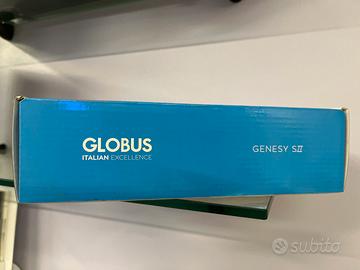 GLOBUS
ITALIAN EXCELLENCE
GENESY SII
subito